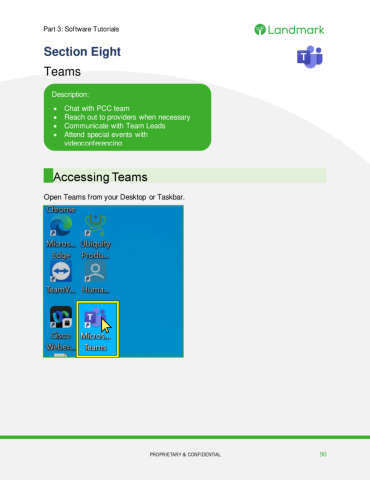 Part 3: Software Tutorials
Landmark
Section Eight
T
Teams
Description:
• Chat with PCC team
• Reach out to providers when necessary
• Communicate with Team Leads
• Attend special events with
videoconferencing
Accessing Teams
Open Teams from your Desktop or Taskbar.
Chrome
Micros... Ubiquity
Edge Produ...
TeamV... Huma...
T
Cisco Micros...
Webex... Teams
PROPRIETARY & CONFIDENTIAL 90